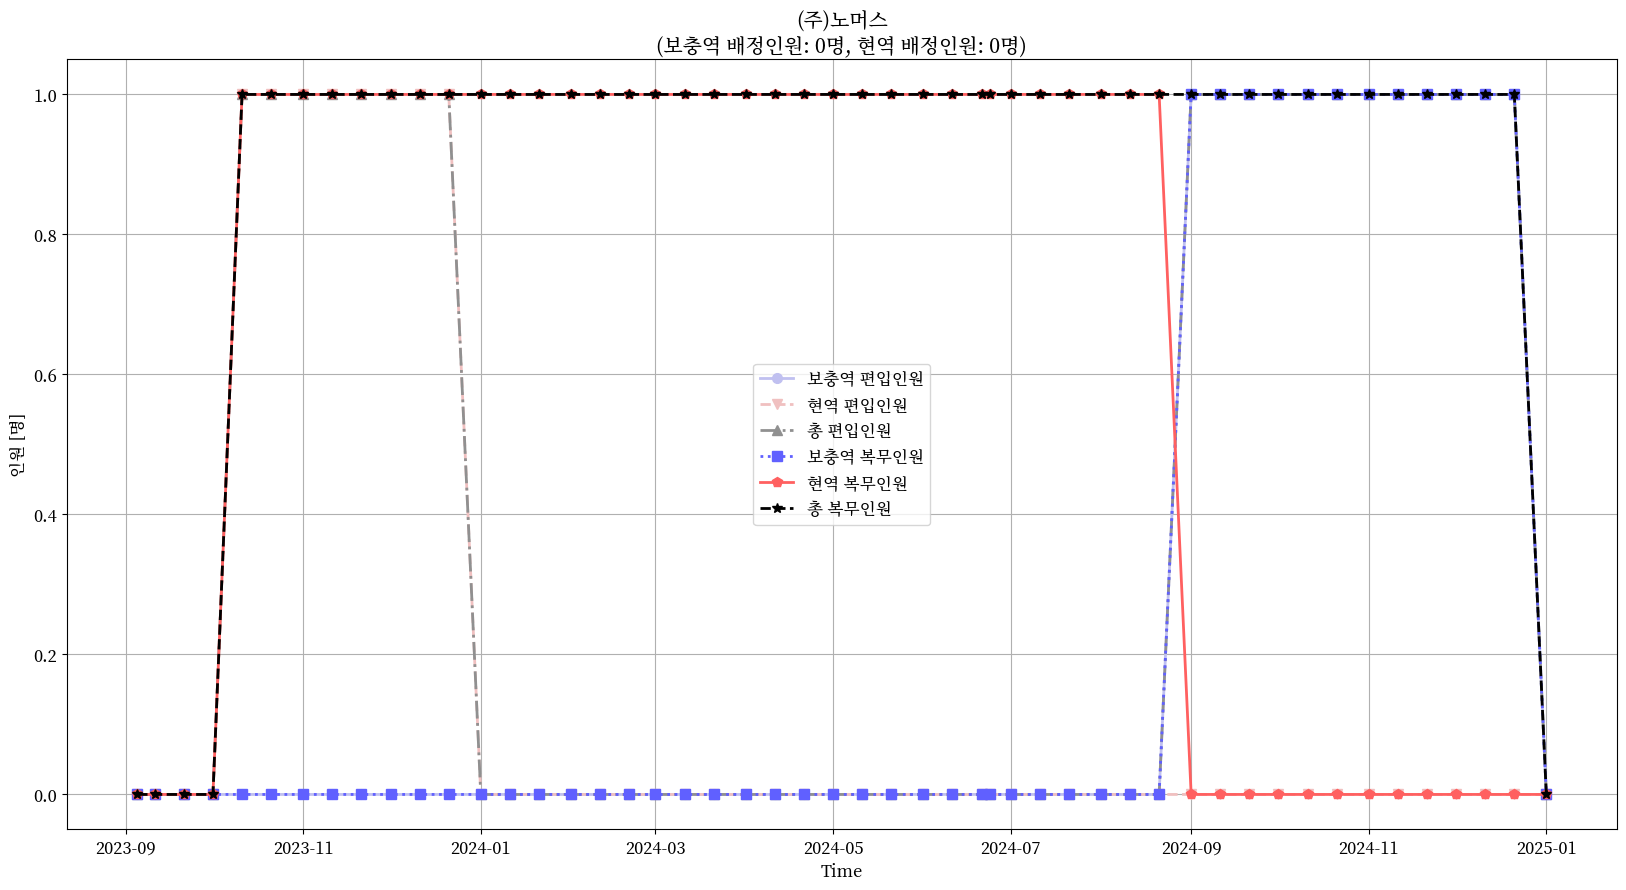 (주)노머스
(보충역 배정인원: 0명, 현역 배정인원: 0명)
인원 [명]
1.0
0.8
0.6
0.4
0.2
0.0
보충역 편입인원
현역 편입인원
총 편입인원
보충역 복무인원
현역 복무인원
총 복무인원
2023-09
2023-11
2024-01
2024-03
2024-05
2024-07
2024-09
2024-11
2025-01
Time